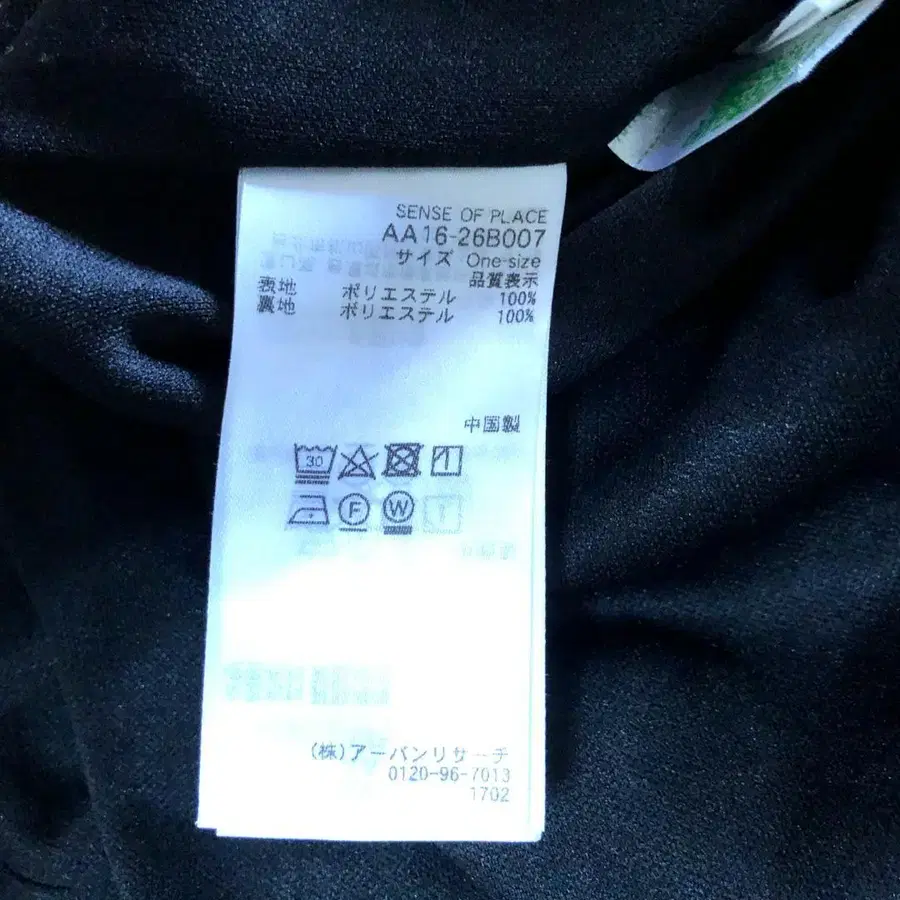 SENSE OF PLACE
AA16-26B007
サイズ One-size
品質表示
表地 ポリエステル 100%
裏地 ポリエステル 100%
中国製
30
F W
(株)アーバンリサーチ
0120-96-7013
1702